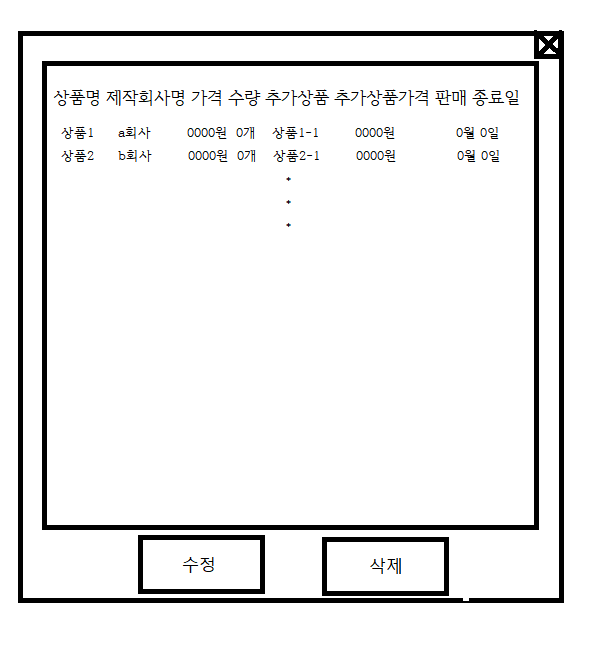 상품명 제작회사명 가격 수량 추가상품 추가상품가격 판매 종료일
상품1 a회사 0000원 0개 상품1-1 0000원 0월 0일
상품2 b회사 0000원 0개 상품2-1 0000원 0월 0일
*
*
*
수정 삭제